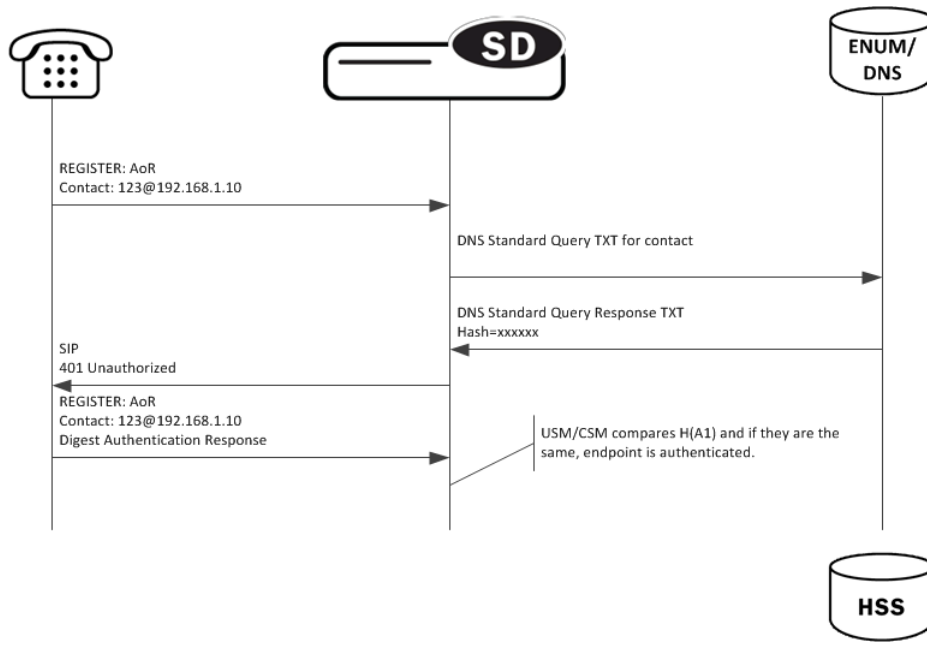 SD
ENUM/
DNS
REGISTER: AoR
Contact: 123@192.168.1.10
DNS Standard Query TXT for contact
DNS Standard Query Response TXT
Hash=xxxxxx
SIP
401 Unauthorized
REGISTER: AoR
Contact: 123@192.168.1.10
Digest Authentication Response
USM/CSM compares H(A1) and if they are the
same, endpoint is authenticated.
HSS